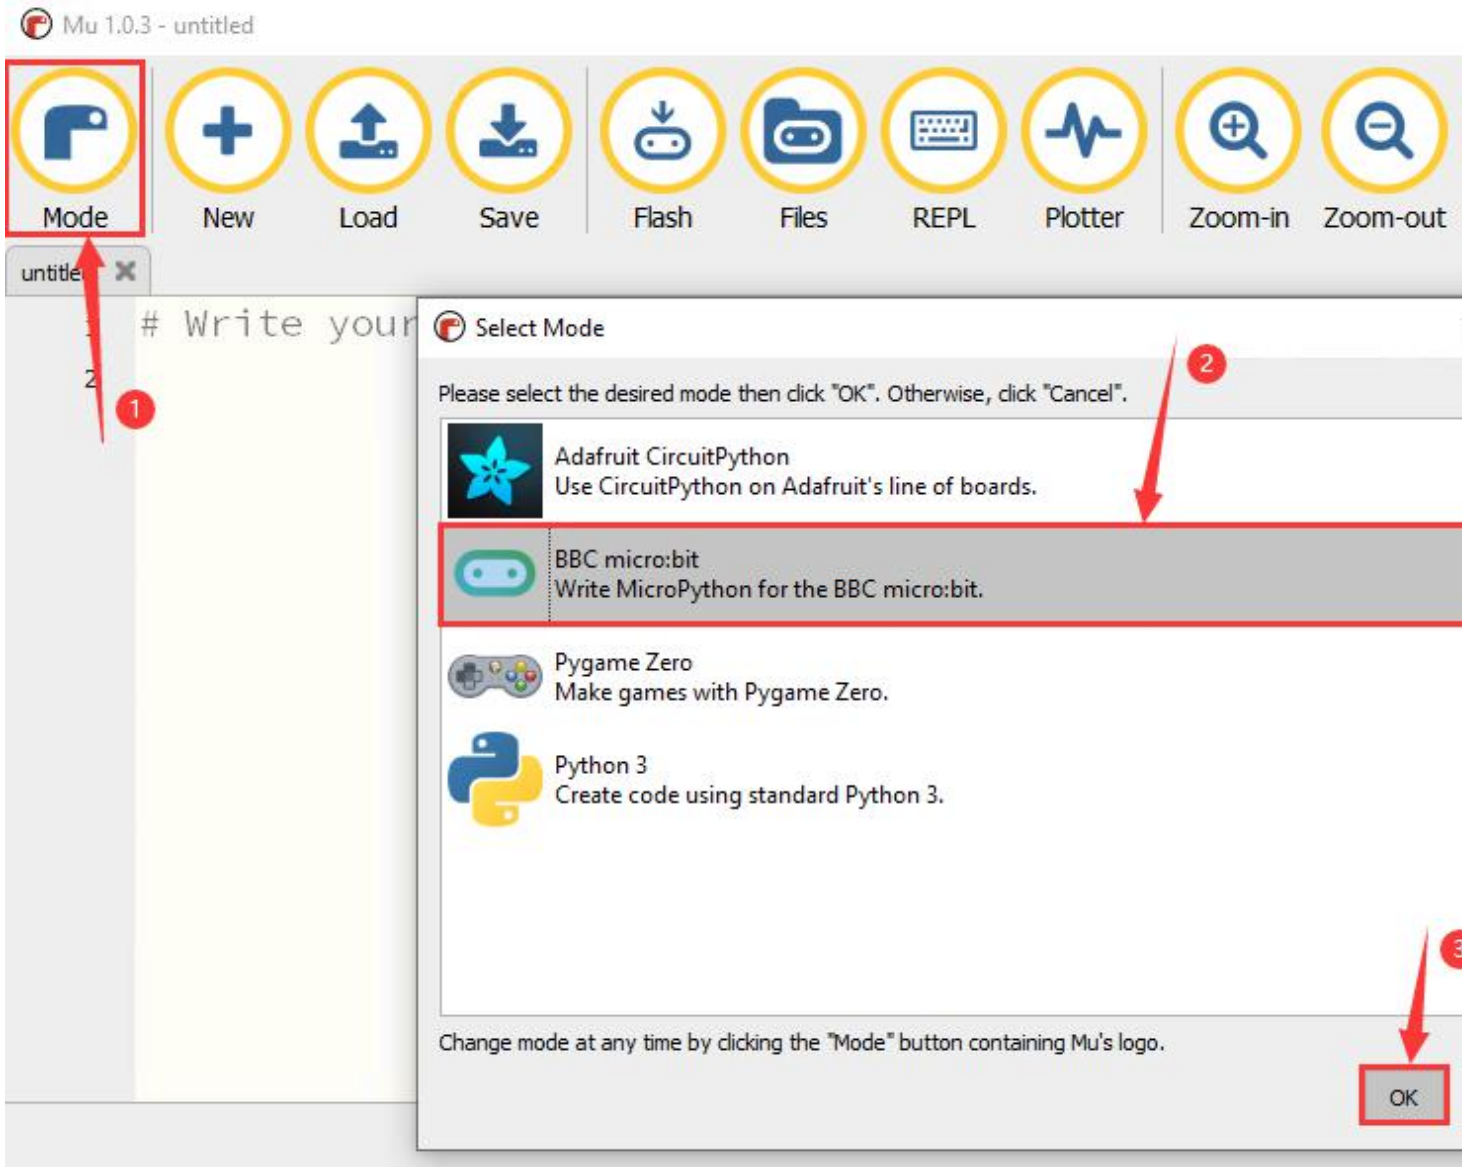 Mu 1.0.3 - untitled
Mode New Load Save Flash Files REPL Plotter Zoom-in Zoom-out
untitled
1 # Write your
2
1
Select Mode
2
Please select the desired mode then click "OK". Otherwise, click "Cancel".
Adafruit CircuitPython
Use CircuitPython on Adafruit's line of boards.
BBC micro:bit
Write MicroPython for the BBC micro:bit.
Pygame Zero
Make games with Pygame Zero.
Python 3
Create code using standard Python 3.
3
Change mode at any time by clicking the "Mode" button containing Mu's logo.
OK